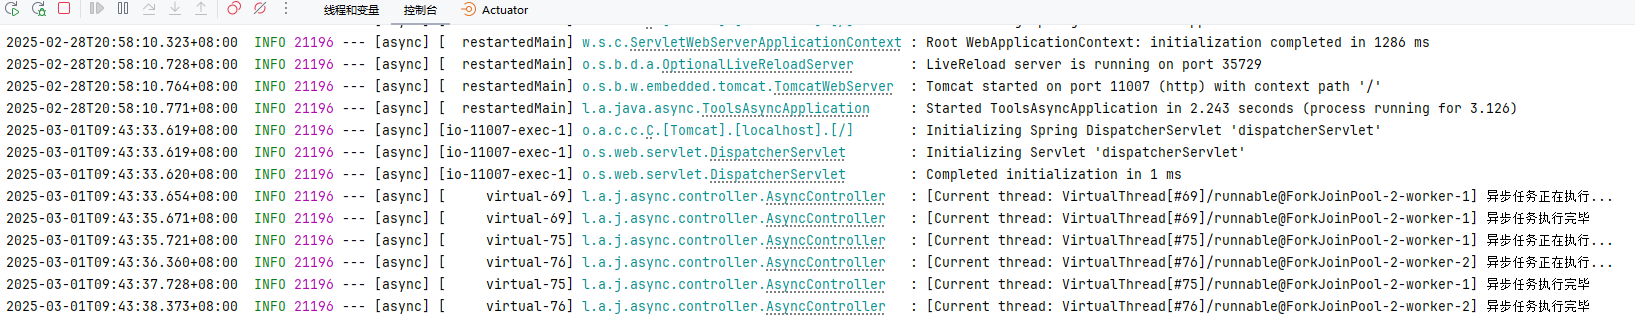 线程和变量 控制台 Actuator
2025-02-28T20:58:10.323+08:00  INFO 21196 --- [async] [  restartedMain] w.s.c.ServletWebServerApplicationContext : Root WebApplicationContext: initialization completed in 1286 ms
2025-02-28T20:58:10.728+08:00  INFO 21196 --- [async] [  restartedMain] o.s.b.d.a.OptionalLiveReloadServer       : LiveReload server is running on port 35729
2025-02-28T20:58:10.764+08:00  INFO 21196 --- [async] [  restartedMain] o.s.b.w.embedded.tomcat.TomcatWebServer  : Tomcat started on port 11007 (http) with context path '/'
2025-02-28T20:58:10.771+08:00  INFO 21196 --- [async] [  restartedMain] l.a.java.async.ToolsAsyncApplication     : Started ToolsAsyncApplication in 2.243 seconds (process running for 3.126)
2025-03-01T09:43:33.619+08:00  INFO 21196 --- [async] [io-11007-exec-1] o.a.c.c.C.[Tomcat].[localhost].[/]       : Initializing Spring DispatcherServlet 'dispatcherServlet'
2025-03-01T09:43:33.619+08:00  INFO 21196 --- [async] [io-11007-exec-1] o.s.web.servlet.DispatcherServlet        : Initializing Servlet 'dispatcherServlet'
2025-03-01T09:43:33.620+08:00  INFO 21196 --- [async] [io-11007-exec-1] o.s.web.servlet.DispatcherServlet        : Completed initialization in 1 ms
2025-03-01T09:43:33.654+08:00  INFO 21196 --- [async] [     virtual-69] l.a.j.async.controller.AsyncController   : [Current thread: VirtualThread[#69]/runnable@ForkJoinPool-2-worker-1] 异步任务正在执行...
2025-03-01T09:43:35.671+08:00  INFO 21196 --- [async] [     virtual-69] l.a.j.async.controller.AsyncController   : [Current thread: VirtualThread[#69]/runnable@ForkJoinPool-2-worker-1] 异步任务执行完毕
2025-03-01T09:43:35.721+08:00  INFO 21196 --- [async] [     virtual-75] l.a.j.async.controller.AsyncController   : [Current thread: VirtualThread[#75]/runnable@ForkJoinPool-2-worker-1] 异步任务正在执行...
2025-03-01T09:43:36.360+08:00  INFO 21196 --- [async] [     virtual-76] l.a.j.async.controller.AsyncController   : [Current thread: VirtualThread[#76]/runnable@ForkJoinPool-2-worker-2] 异步任务正在执行...
2025-03-01T09:43:37.728+08:00  INFO 21196 --- [async] [     virtual-75] l.a.j.async.controller.AsyncController   : [Current thread: VirtualThread[#75]/runnable@ForkJoinPool-2-worker-1] 异步任务执行完毕
2025-03-01T09:43:38.373+08:00  INFO 21196 --- [async] [     virtual-76] l.a.j.async.controller.AsyncController   : [Current thread: VirtualThread[#76]/runnable@ForkJoinPool-2-worker-2] 异步任务执行完毕